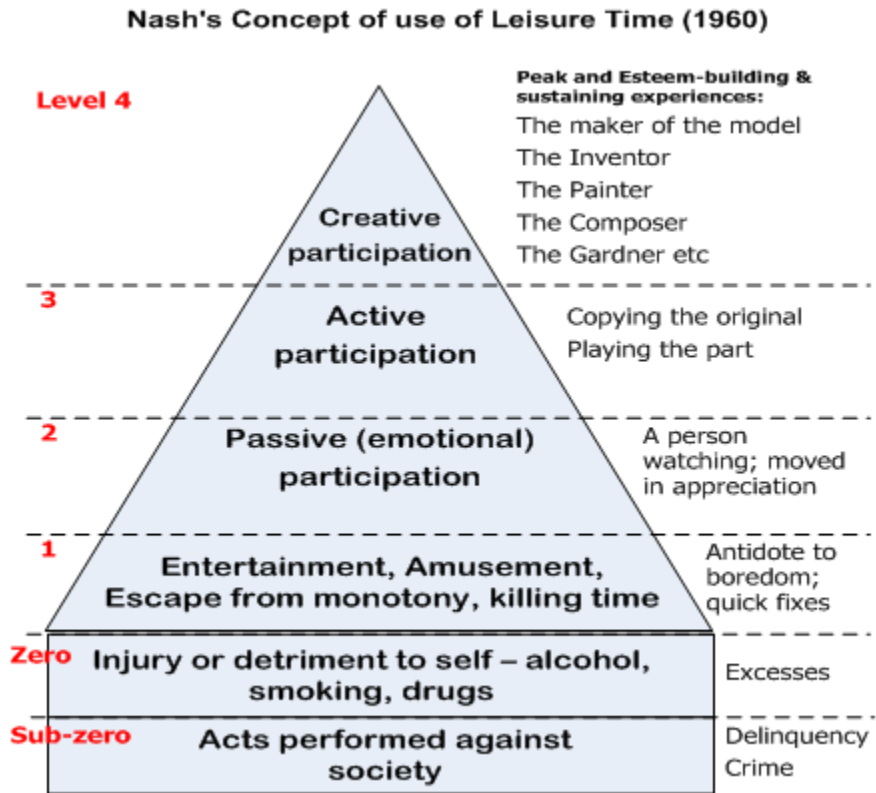 Nash's Concept of use of Leisure Time (1960)
Level 4
Peak and Esteem-building &
sustaining experiences:
The maker of the model
The Inventor
The Painter
The Composer
The Gardner etc
Creative
participation
3
Active
participation
Copying the original
Playing the part
2
Passive (emotional)
participation
A person
watching; moved
in appreciation
1
Entertainment, Amusement,
Escape from monotony, killing time
Antidote to
boredom;
quick fixes
Zero
Injury or detriment to self – alcohol,
smoking, drugs
Excesses
Sub-zero
Acts performed against
society
Delinquency
Crime